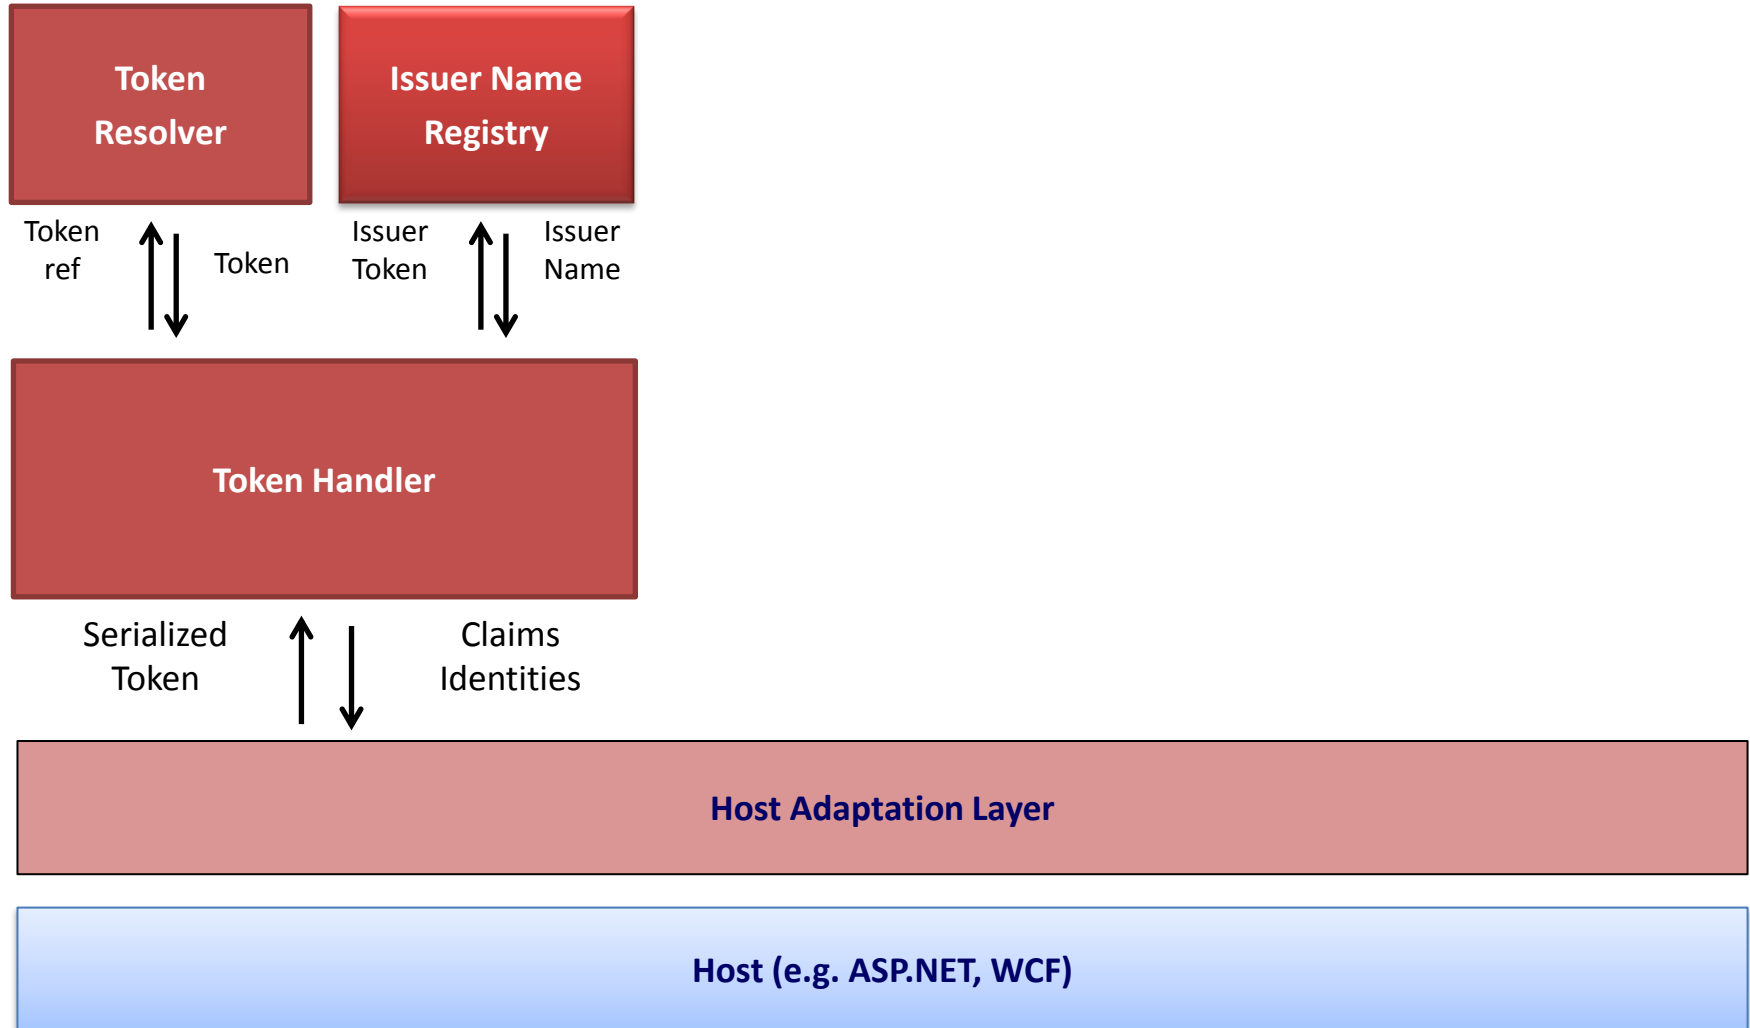 Token
Resolver
Issuer Name
Registry
Token
ref
Token
Issuer
Token
Issuer
Name
Token Handler
Serialized
Token
Claims
Identities
Host Adaptation Layer
Host (e.g. ASP.NET, WCF)